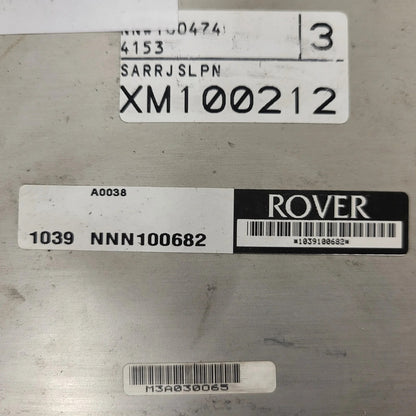 3
4153
SARRJSLPN
XM100212
A0038
ROVER
1039 NNN100682
*1039100682*
M3A030065